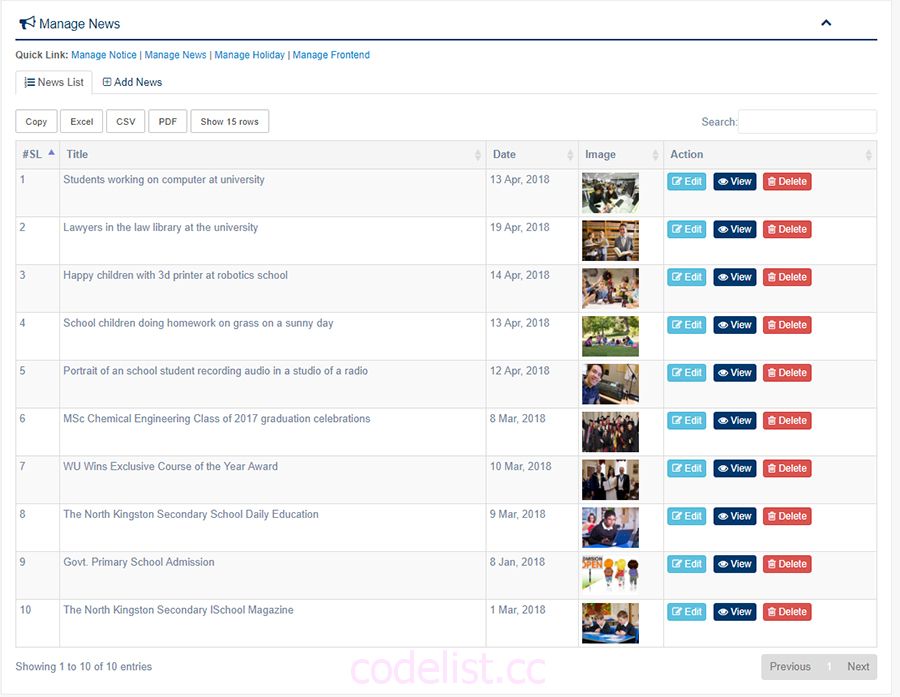 Manage News
Quick Link: Manage Notice | Manage News | Manage Holiday | Manage Frontend
News List Add News
Copy Excel CSV PDF Show 15 rows Search:
#SL Title Date Image Action
1 Students working on computer at university 13 Apr, 2018 Edit View Delete
2 Lawyers in the law library at the university 19 Apr, 2018 Edit View Delete
3 Happy children with 3d printer at robotics school 14 Apr, 2018 Edit View Delete
4 School children doing homework on grass on a sunny day 13 Apr, 2018 Edit View Delete
5 Portrait of an school student recording audio in a studio of a radio 12 Apr, 2018 Edit View Delete
6 MSc Chemical Engineering Class of 2017 graduation celebrations 8 Mar, 2018 Edit View Delete
7 WU Wins Exclusive Course of the Year Award 10 Mar, 2018 Edit View Delete
8 The North Kingston Secondary School Daily Education 9 Mar, 2018 Edit View Delete
9 Govt. Primary School Admission 8 Jan, 2018 OPEN Edit View Delete
10 The North Kingston Secondary ISchool Magazine 1 Mar, 2018 Edit View Delete
Showing 1 to 10 of 10 entries Previous 1 Next
codelist.cc